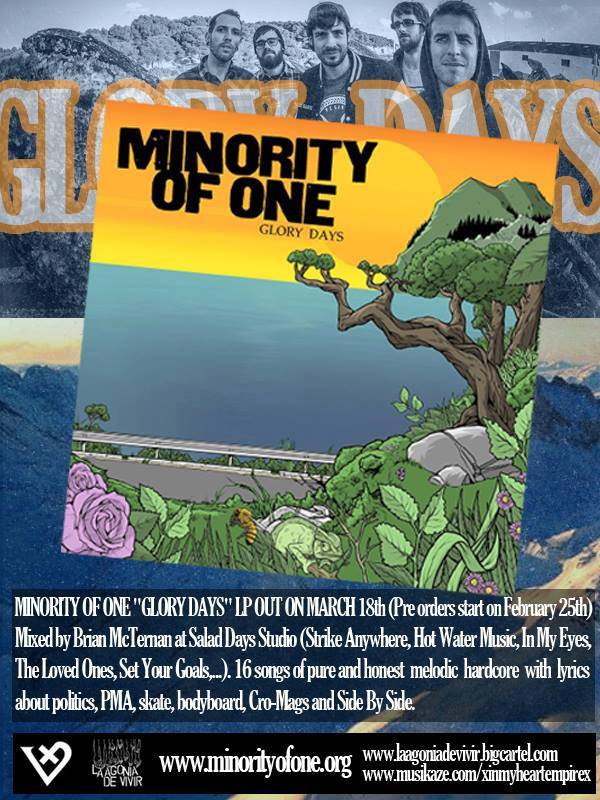 GLORY DAYS
MINORITY
OF ONE
GLORY DAYS
MINORITY OF ONE "GLORY DAYS" LP OUT ON MARCH 18th (Pre orders start on February 25th)
Mixed by Brian McTernan at Salad Days Studio (Strike Anywhere, Hot Water Music, In My Eyes,
The Loved Ones, Set Your Goals,...). 16 songs of pure and honest melodic hardcore with lyrics
about politics, PMA, skate, bodyboard, Cro-Mags and Side By Side.
LA AGONIA
DE VIVIR
www.minorityofone.org
www.laagoniadevivir.bigcartel.com
www.musikaze.com/xinmyheartempirex